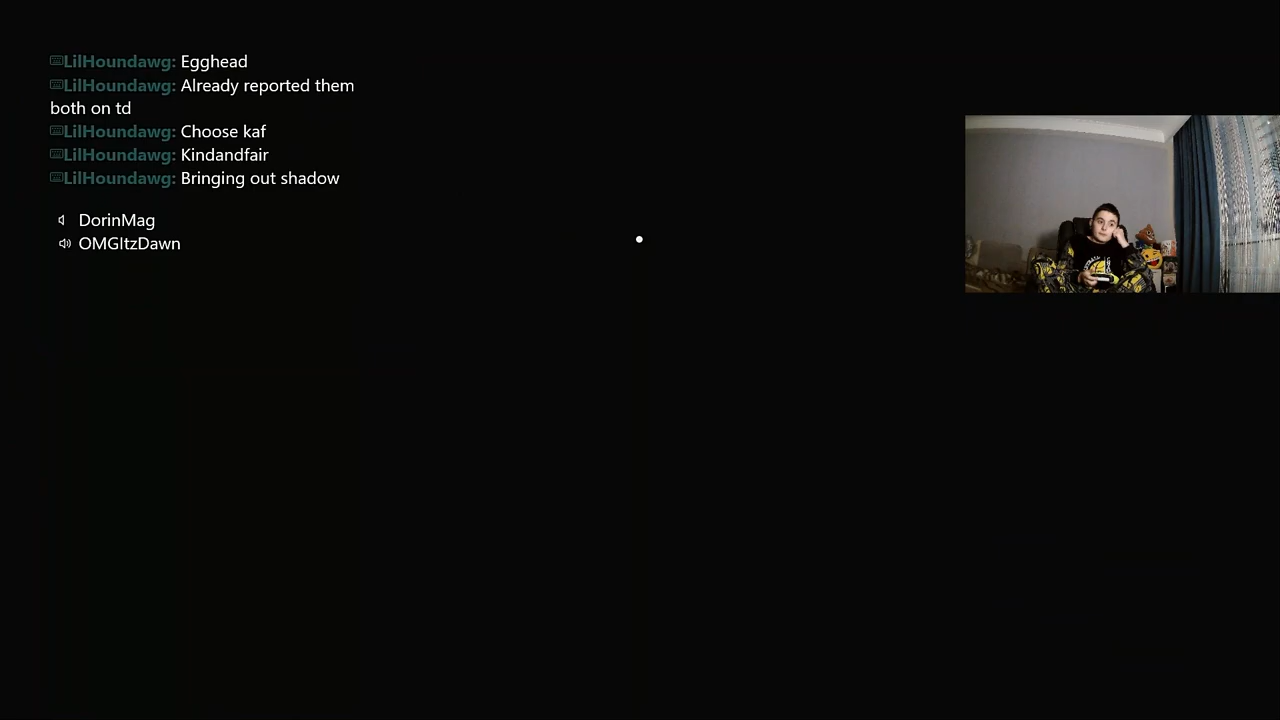 LilHoundawg: Egghead
LilHoundawg: Already reported them
both on td
LilHoundawg: Choose kaf
LilHoundawg: Kindandfair
LilHoundawg: Bringing out shadow
DorinMag
OMGItzDawn